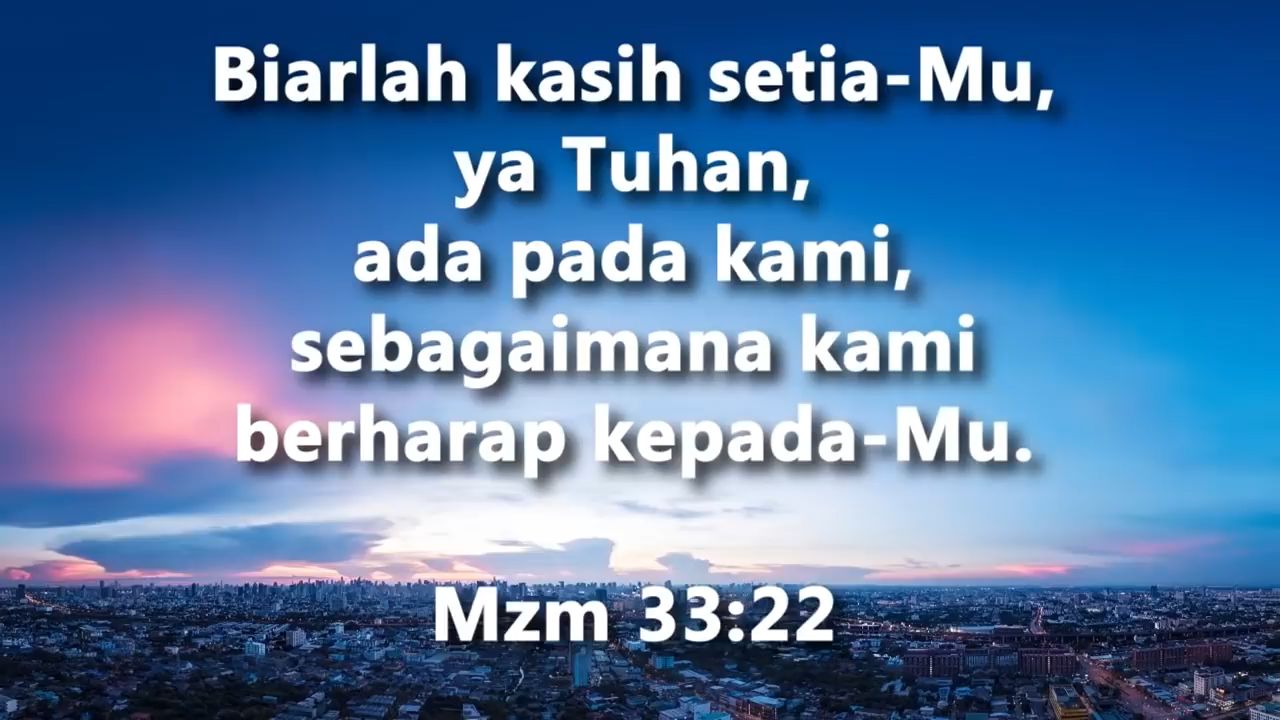 Biarlah kasih setia-Mu,
ya Tuhan,
ada pada kami,
sebagaimana kami
berharap kepada-Mu.
Mzm 33:22